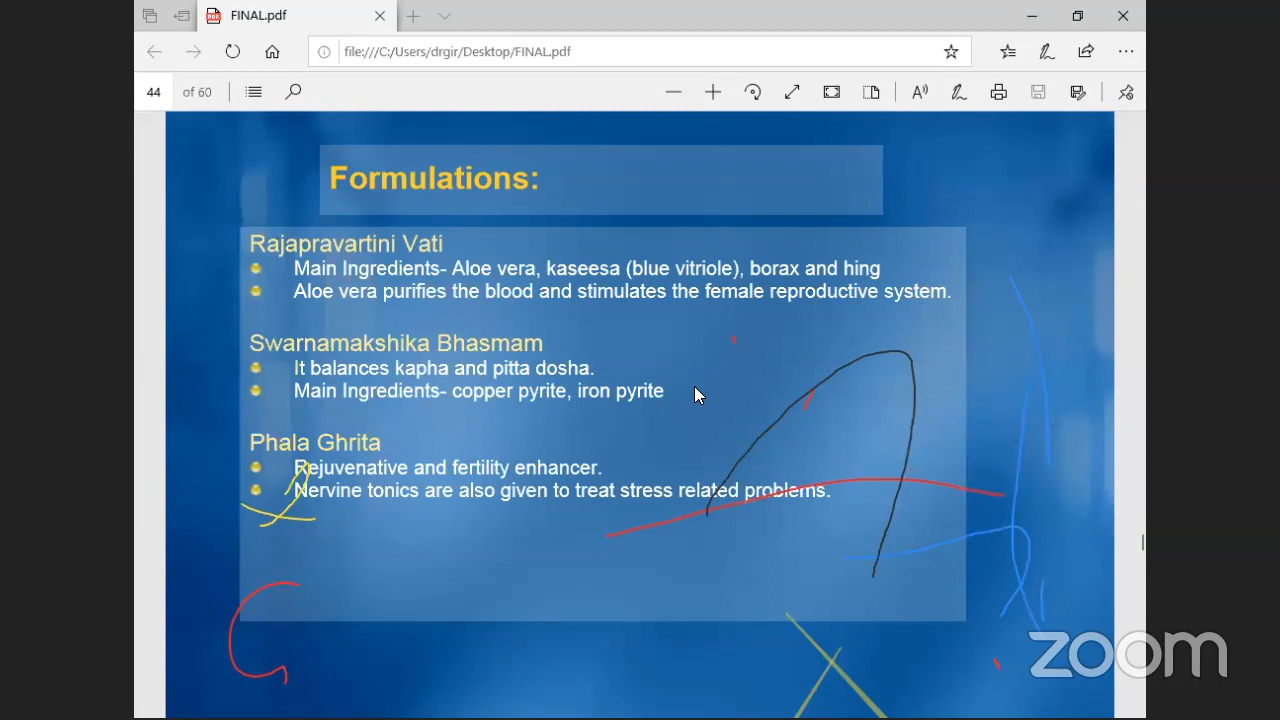 FINAL.pdf
file:///C:/Users/drgir/Desktop/FINAL.pdf
44 of 60
Formulations:
Rajapravartini Vati
Main Ingredients- Aloe vera, kaseesa (blue vitriole), borax and hing
Aloe vera purifies the blood and stimulates the female reproductive system.
Swarnamakshika Bhasmam
It balances kapha and pitta dosha.
Main Ingredients- copper pyrite, iron pyrite
Phala Ghrita
Rejuvenative and fertility enhancer.
Nervine tonics are also given to treat stress related problems.
zoom